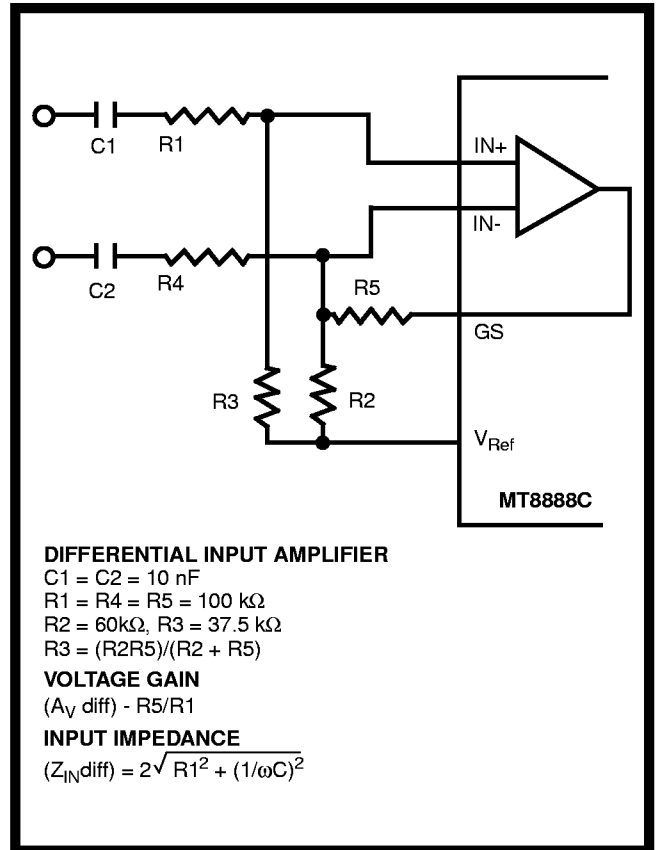 C1
R1
IN+
IN-
C2
R4
R5
GS
R3
R2
VRef
MT8888C
DIFFERENTIAL INPUT AMPLIFIER
C1 = C2 = 10 nF
R1 = R4 = R5 = 100 kΩ
R2 = 60kΩ, R3 = 37.5 kΩ
R3 = (R2R5)/(R2 + R5)
VOLTAGE GAIN
(AV diff) - R5/R1
INPUT IMPEDANCE
(ZINdiff) = 2√ R1² + (1/ωC)²